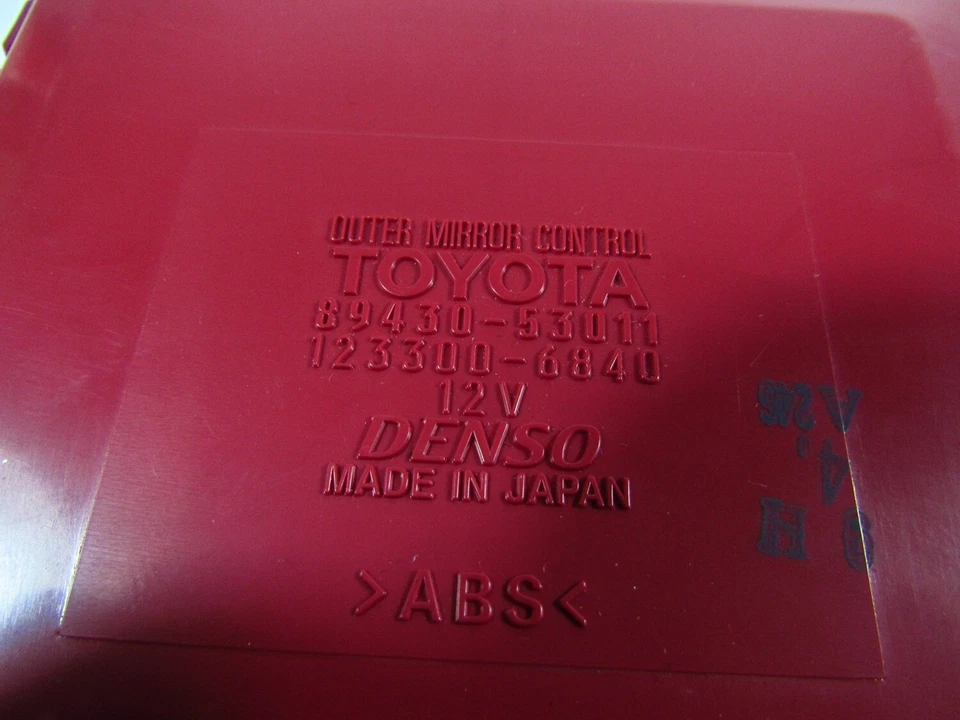 OUTER MIRROR CONTROL
TOYOTA
89430-53011
123300-6840
12V
DENSO
MADE IN JAPAN
>ABS<